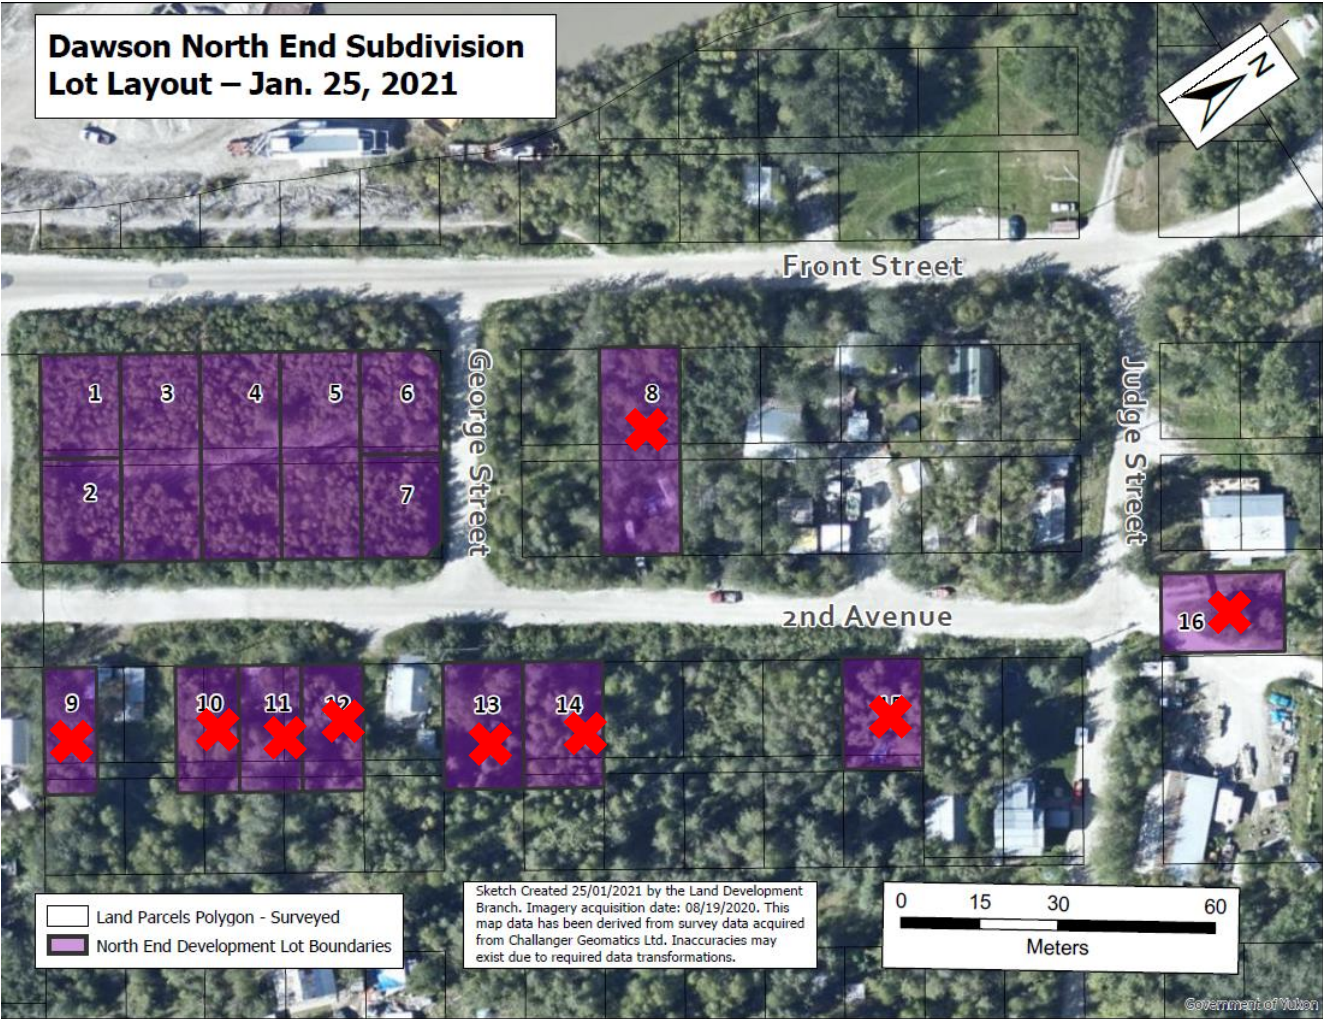 Dawson North End Subdivision
Lot Layout – Jan. 25, 2021
N
Front Street
George Street
Judge Street
1
3
4
5
6
8
2
7
2nd Avenue
16
9
10
11
12
13
14
Land Parcels Polygon - Surveyed
North End Development Lot Boundaries
Sketch Created 25/01/2021 by the Land Development
Branch. Imagery acquisition date: 08/19/2020. This
map data has been derived from survey data acquired
from Challanger Geomatics Ltd. Inaccuracies may
exist due to required data transformations.
0 15 30 60
Meters
Government of Yukon